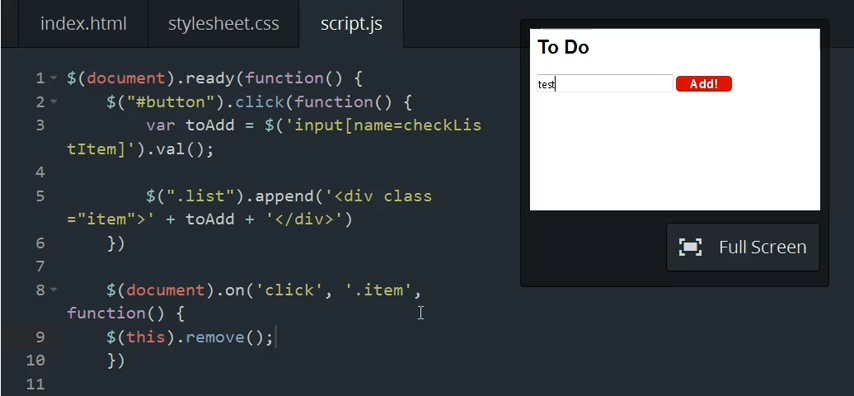 index.html
stylesheet.css
script.js
1 $(document).ready(function() {
2 $("#button").click(function() {
3 var toAdd = $('input[name=checkLis
tItem]').val();
4
5 $(".list").append('<div class
="item">' + toAdd + '</div>')
6 })
7
8 $(document).on('click', '.item',
function() {
9 $(this).remove();
10 })
11
To Do
test
Add!
Full Screen